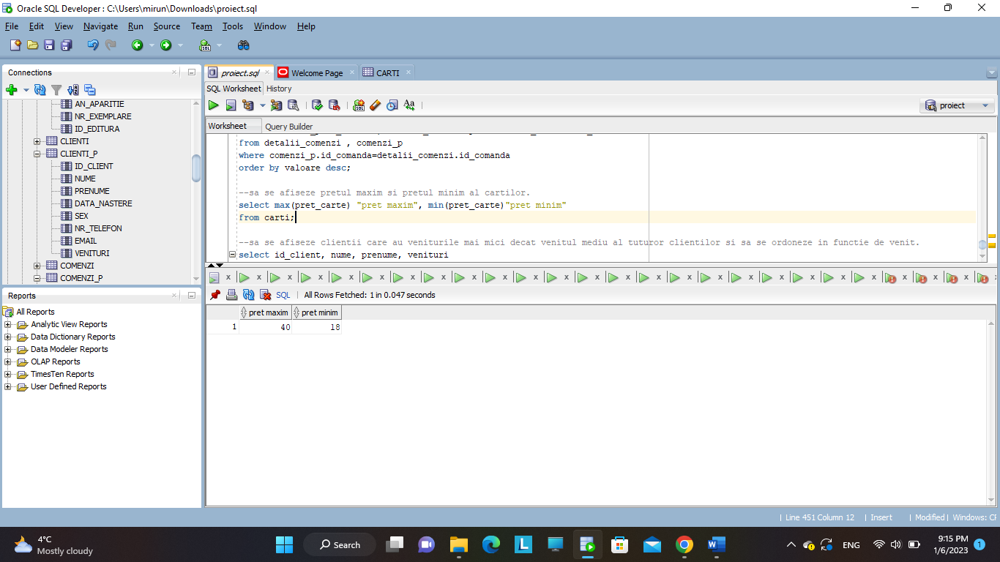 Oracle SQL Developer : C:\Users\mirun\Downloads\proiect.sql
File Edit View Navigate Run Source Team Tools Window Help
Connections
AN_APARITIE
NR_EXEMPLARE
ID_EDITURA
CLIENTI
CLIENTI_P
ID_CLIENT
NUME
PRENUME
DATA_NASTERE
SEX
NR_TELEFON
EMAIL
VENITURI
COMENZI
COMENZI_P
Reports
All Reports
Analytic View Reports
Data Dictionary Reports
Data Modeler Reports
OLAP Reports
TimesTen Reports
User Defined Reports
proiect.sql Welcome Page CARTI
SQL Worksheet History
proiect
Worksheet Query Builder
from detalii_comenzi , comenzi_p
where comenzi_p.id_comanda=detalii_comenzi.id_comanda
order by valoare desc;
--sa se afiseze pretul maxim si pretul minim al cartilor.
select max(pret_carte) "pret maxim", min(pret_carte)"pret minim"
from carti;
--sa se afiseze clientii care au veniturile mai mici decat venitul mediu al tuturor clientilor si sa se ordoneze in functie de venit.
select id_client, nume, prenume, venituri
SQL | All Rows Fetched: 1 in 0.047 seconds
pret maxim pret minim
1 40 18
| Line 451 Column 12 | Insert | Modified | Windows: CF
4°C
Mostly cloudy
Search
ENG
9:15 PM
1/6/2023
1